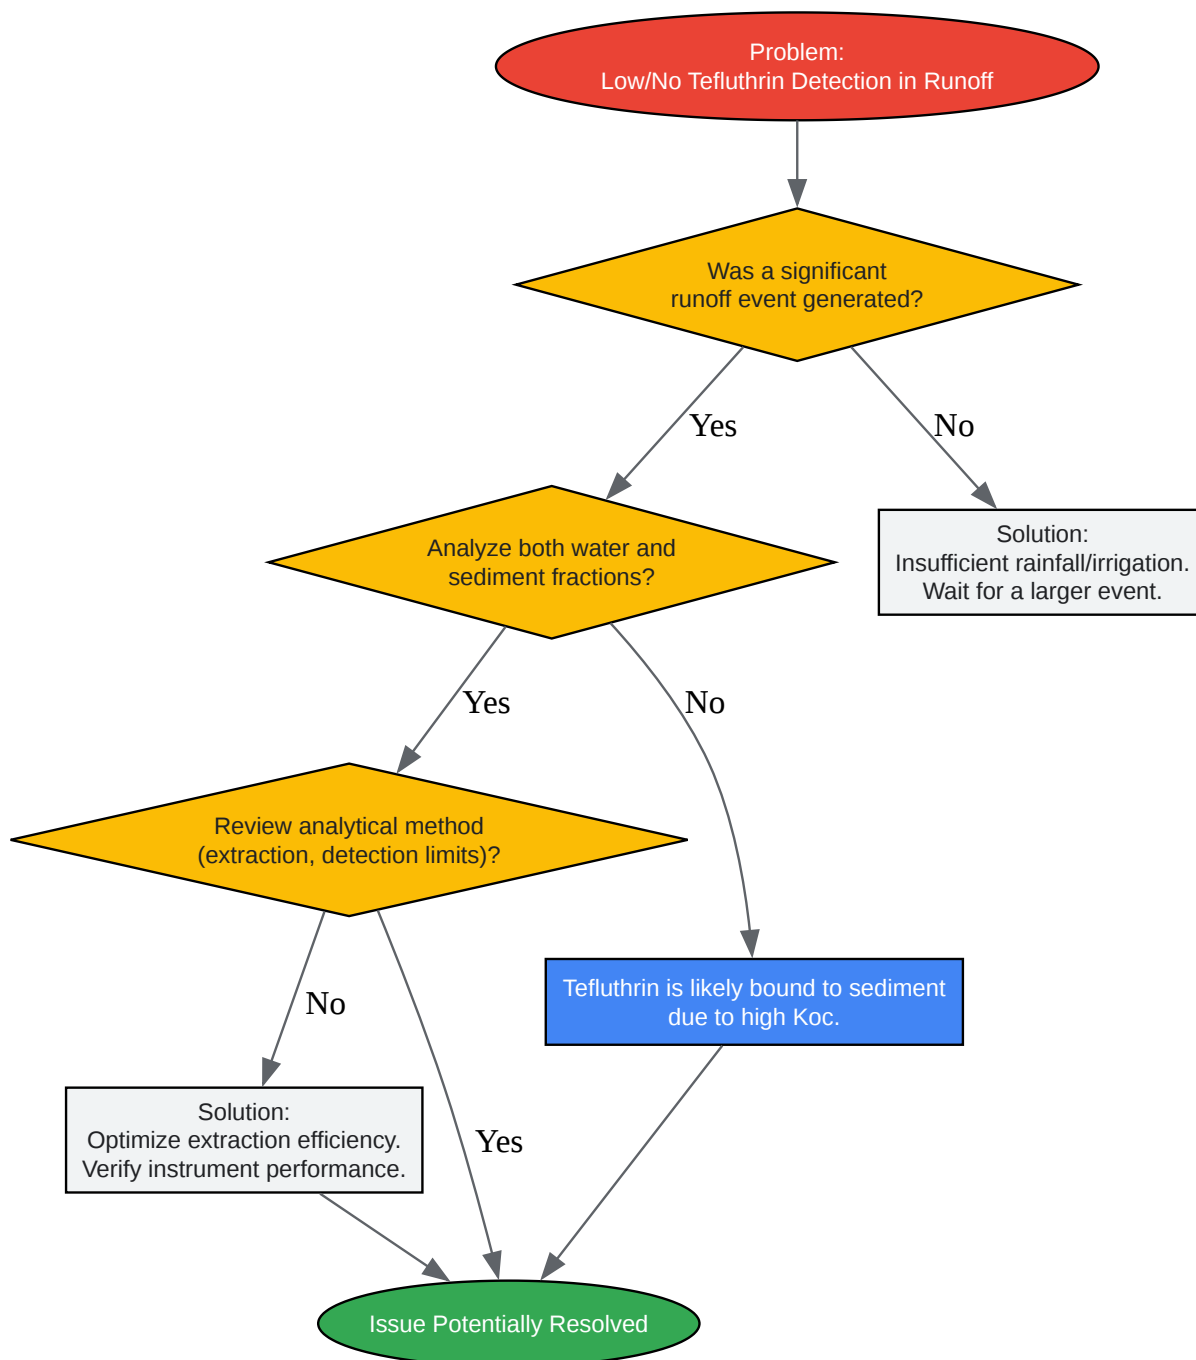 Problem:
Low/No Tefluthrin Detection in Runoff
Was a significant
runoff event generated?
Yes
No
Solution:
Insufficient rainfall/irrigation.
Wait for a larger event.
Analyze both water and
sediment fractions?
Yes
No
Review analytical method
(extraction, detection limits)?
No
Yes
Tefluthrin is likely bound to sediment
due to high Koc.
Solution:
Optimize extraction efficiency.
Verify instrument performance.
Issue Potentially Resolved